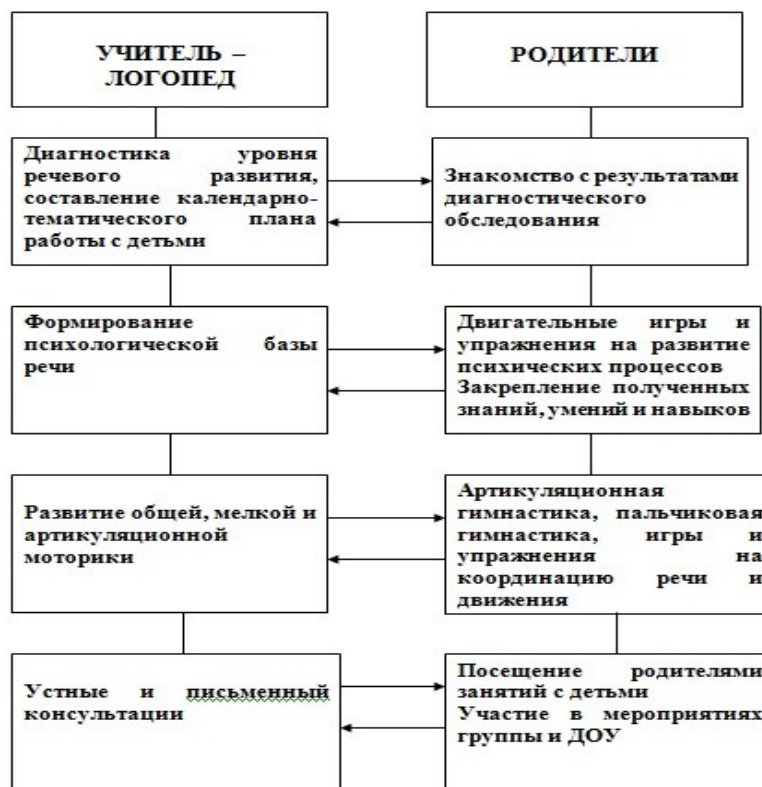 УЧИТЕЛЬ –
ЛОГОПЕД
РОДИТЕЛИ
Диагностика уровня
речевого развития,
составление календарно-
тематического плана
работы с детьми
Знакомство с результатами
диагностического
обследования
Формирование
психологической базы
речи
Двигательные игры и
упражнения на развитие
психических процессов
Закрепление полученных
знаний, умений и навыков
Развитие общей, мелкой и
артикуляционной
моторики
Артикуляционная
гимнастика, пальчиковая
гимнастика, игры и
упражнения на
координацию речи и
движения
Устные и письменный
консультации
Посещение родителями
занятий с детьми
Участие в мероприятиях
группы и ДОУ